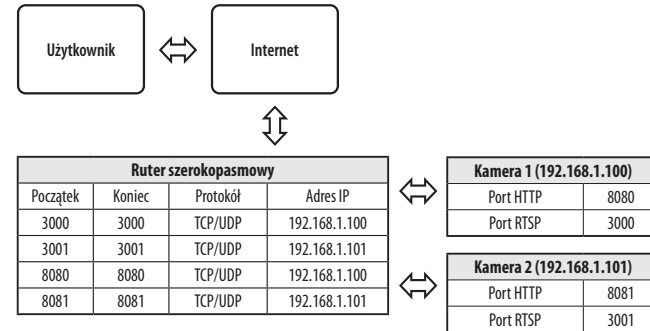 Użytkownik
Internet
Ruter szerokopasmowy
Początek Koniec Protokół Adres IP
3000 3000 TCP/UDP 192.168.1.100
3001 3001 TCP/UDP 192.168.1.101
8080 8080 TCP/UDP 192.168.1.100
8081 8081 TCP/UDP 192.168.1.101
Kamera 1 (192.168.1.100)
Port HTTP 8080
Port RTSP 3000
Kamera 2 (192.168.1.101)
Port HTTP 8081
Port RTSP 3001